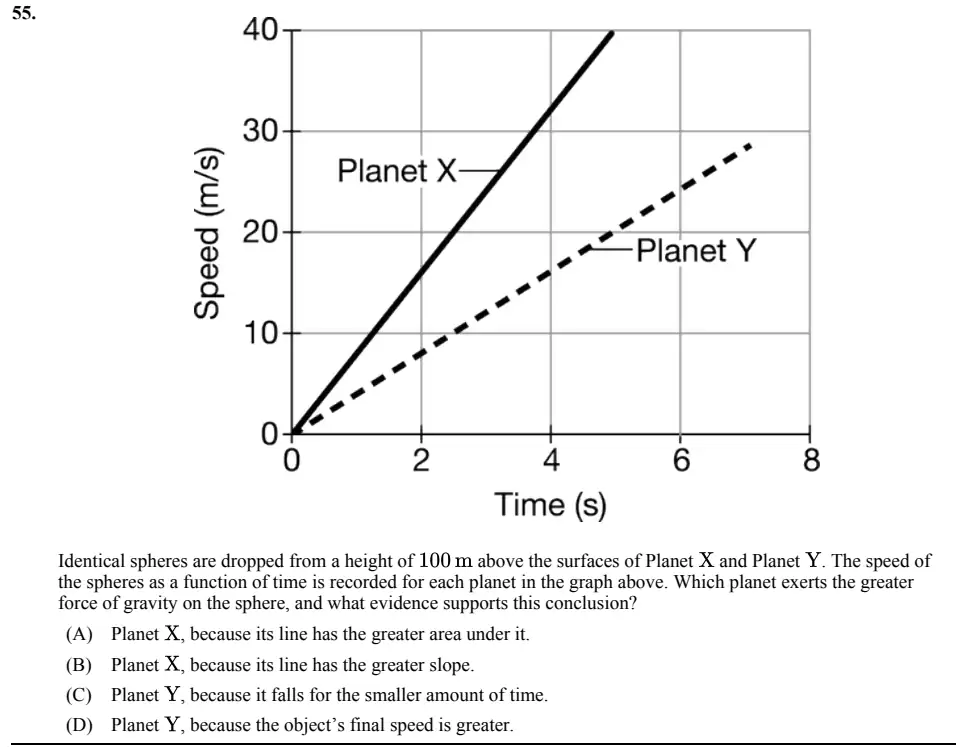 55.
40
30
Planet X
20
Planet Y
10
0
0 2 4 6 8
Speed (m/s)
Time (s)
Identical spheres are dropped from a height of 100 m above the surfaces of Planet X and Planet Y. The speed of
the spheres as a function of time is recorded for each planet in the graph above. Which planet exerts the greater
force of gravity on the sphere, and what evidence supports this conclusion?
(A) Planet X, because its line has the greater area under it.
(B) Planet X, because its line has the greater slope.
(C) Planet Y, because it falls for the smaller amount of time.
(D) Planet Y, because the object’s final speed is greater.